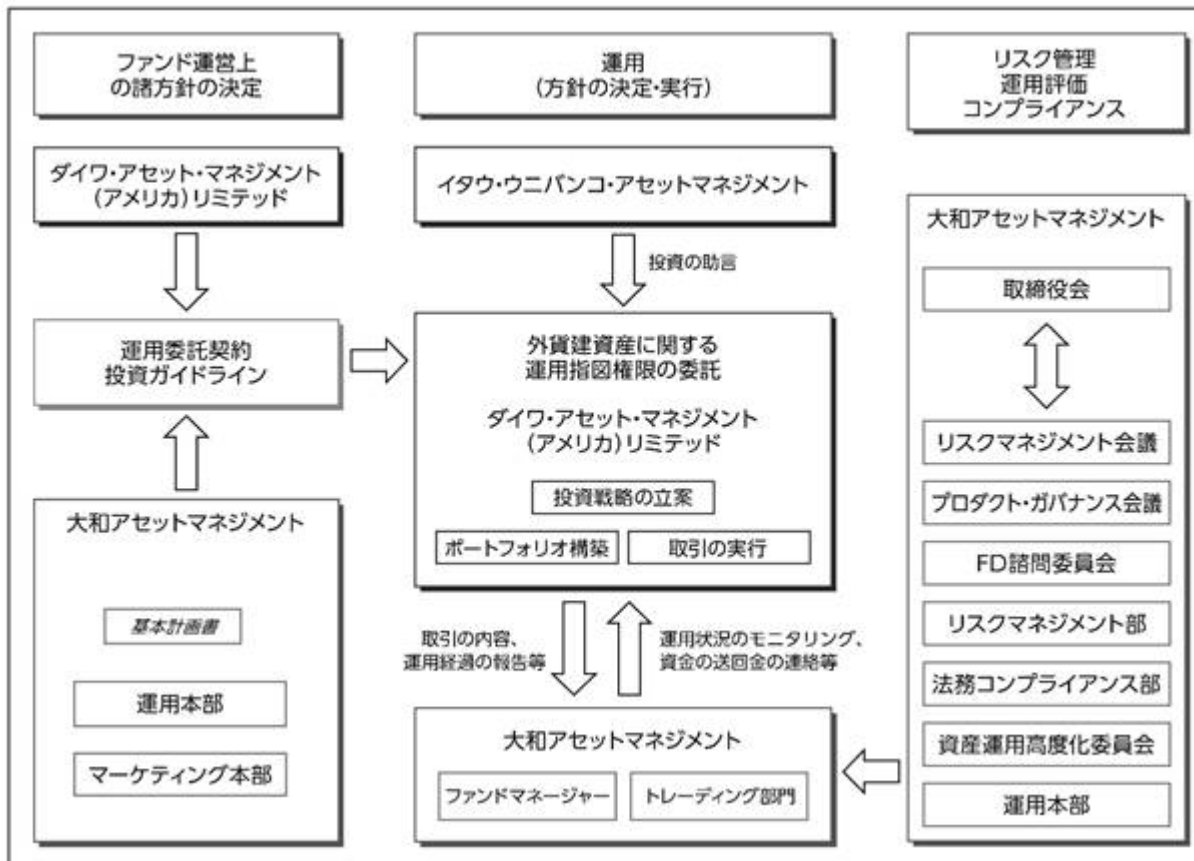 ファンド運営上
の諸方針の決定
ダイワ・アセット・マネジメント
(アメリカ)リミテッド
運用委託契約
投資ガイドライン
大和アセットマネジメント
基本計画書
運用本部
マーケティング本部
運用
(方針の決定・実行)
イタウ・ウニバンコ・アセットマネジメント
投資の助言
外貨建資産に関する
運用指図権限の委託
ダイワ・アセット・マネジメント
(アメリカ)リミテッド
投資戦略の立案
ポートフォリオ構築
取引の実行
取引の内容、
運用経過の報告等
運用状況のモニタリング、
資金の送回金の連絡等
大和アセットマネジメント
ファンドマネージャー
トレーディング部門
リスク管理
運用評価
コンプライアンス
大和アセットマネジメント
取締役会
リスクマネジメント会議
プロダクト・ガバナンス会議
FD諮問委員会
リスクマネジメント部
法務コンプライアンス部
資産運用高度化委員会
運用本部